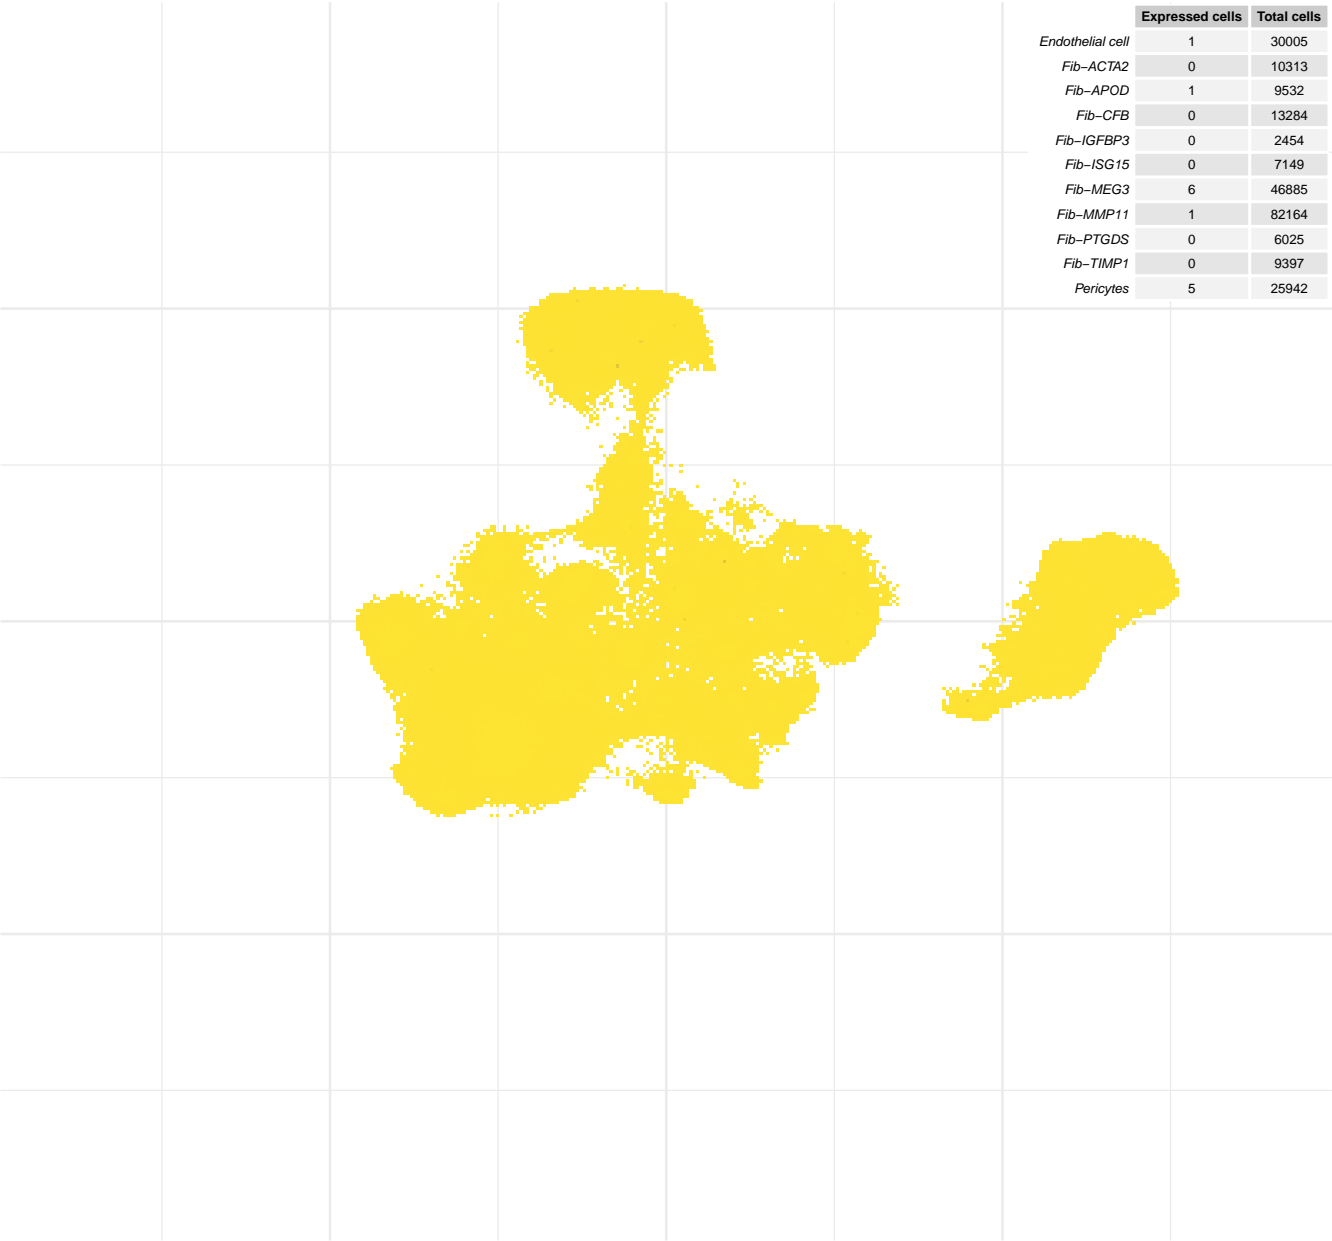 Expressed cells Total cells
Endothelial cell 1 30005
Fib−ACTA2 0 10313
Fib−APOD 1 9532
Fib−CFB 0 13284
Fib−IGFBP3 0 2454
Fib−ISG15 0 7149
Fib−MEG3 6 46885
Fib−MMP11 1 82164
Fib−PTGDS 0 6025
Fib−TIMP1 0 9397
Pericytes 5 25942